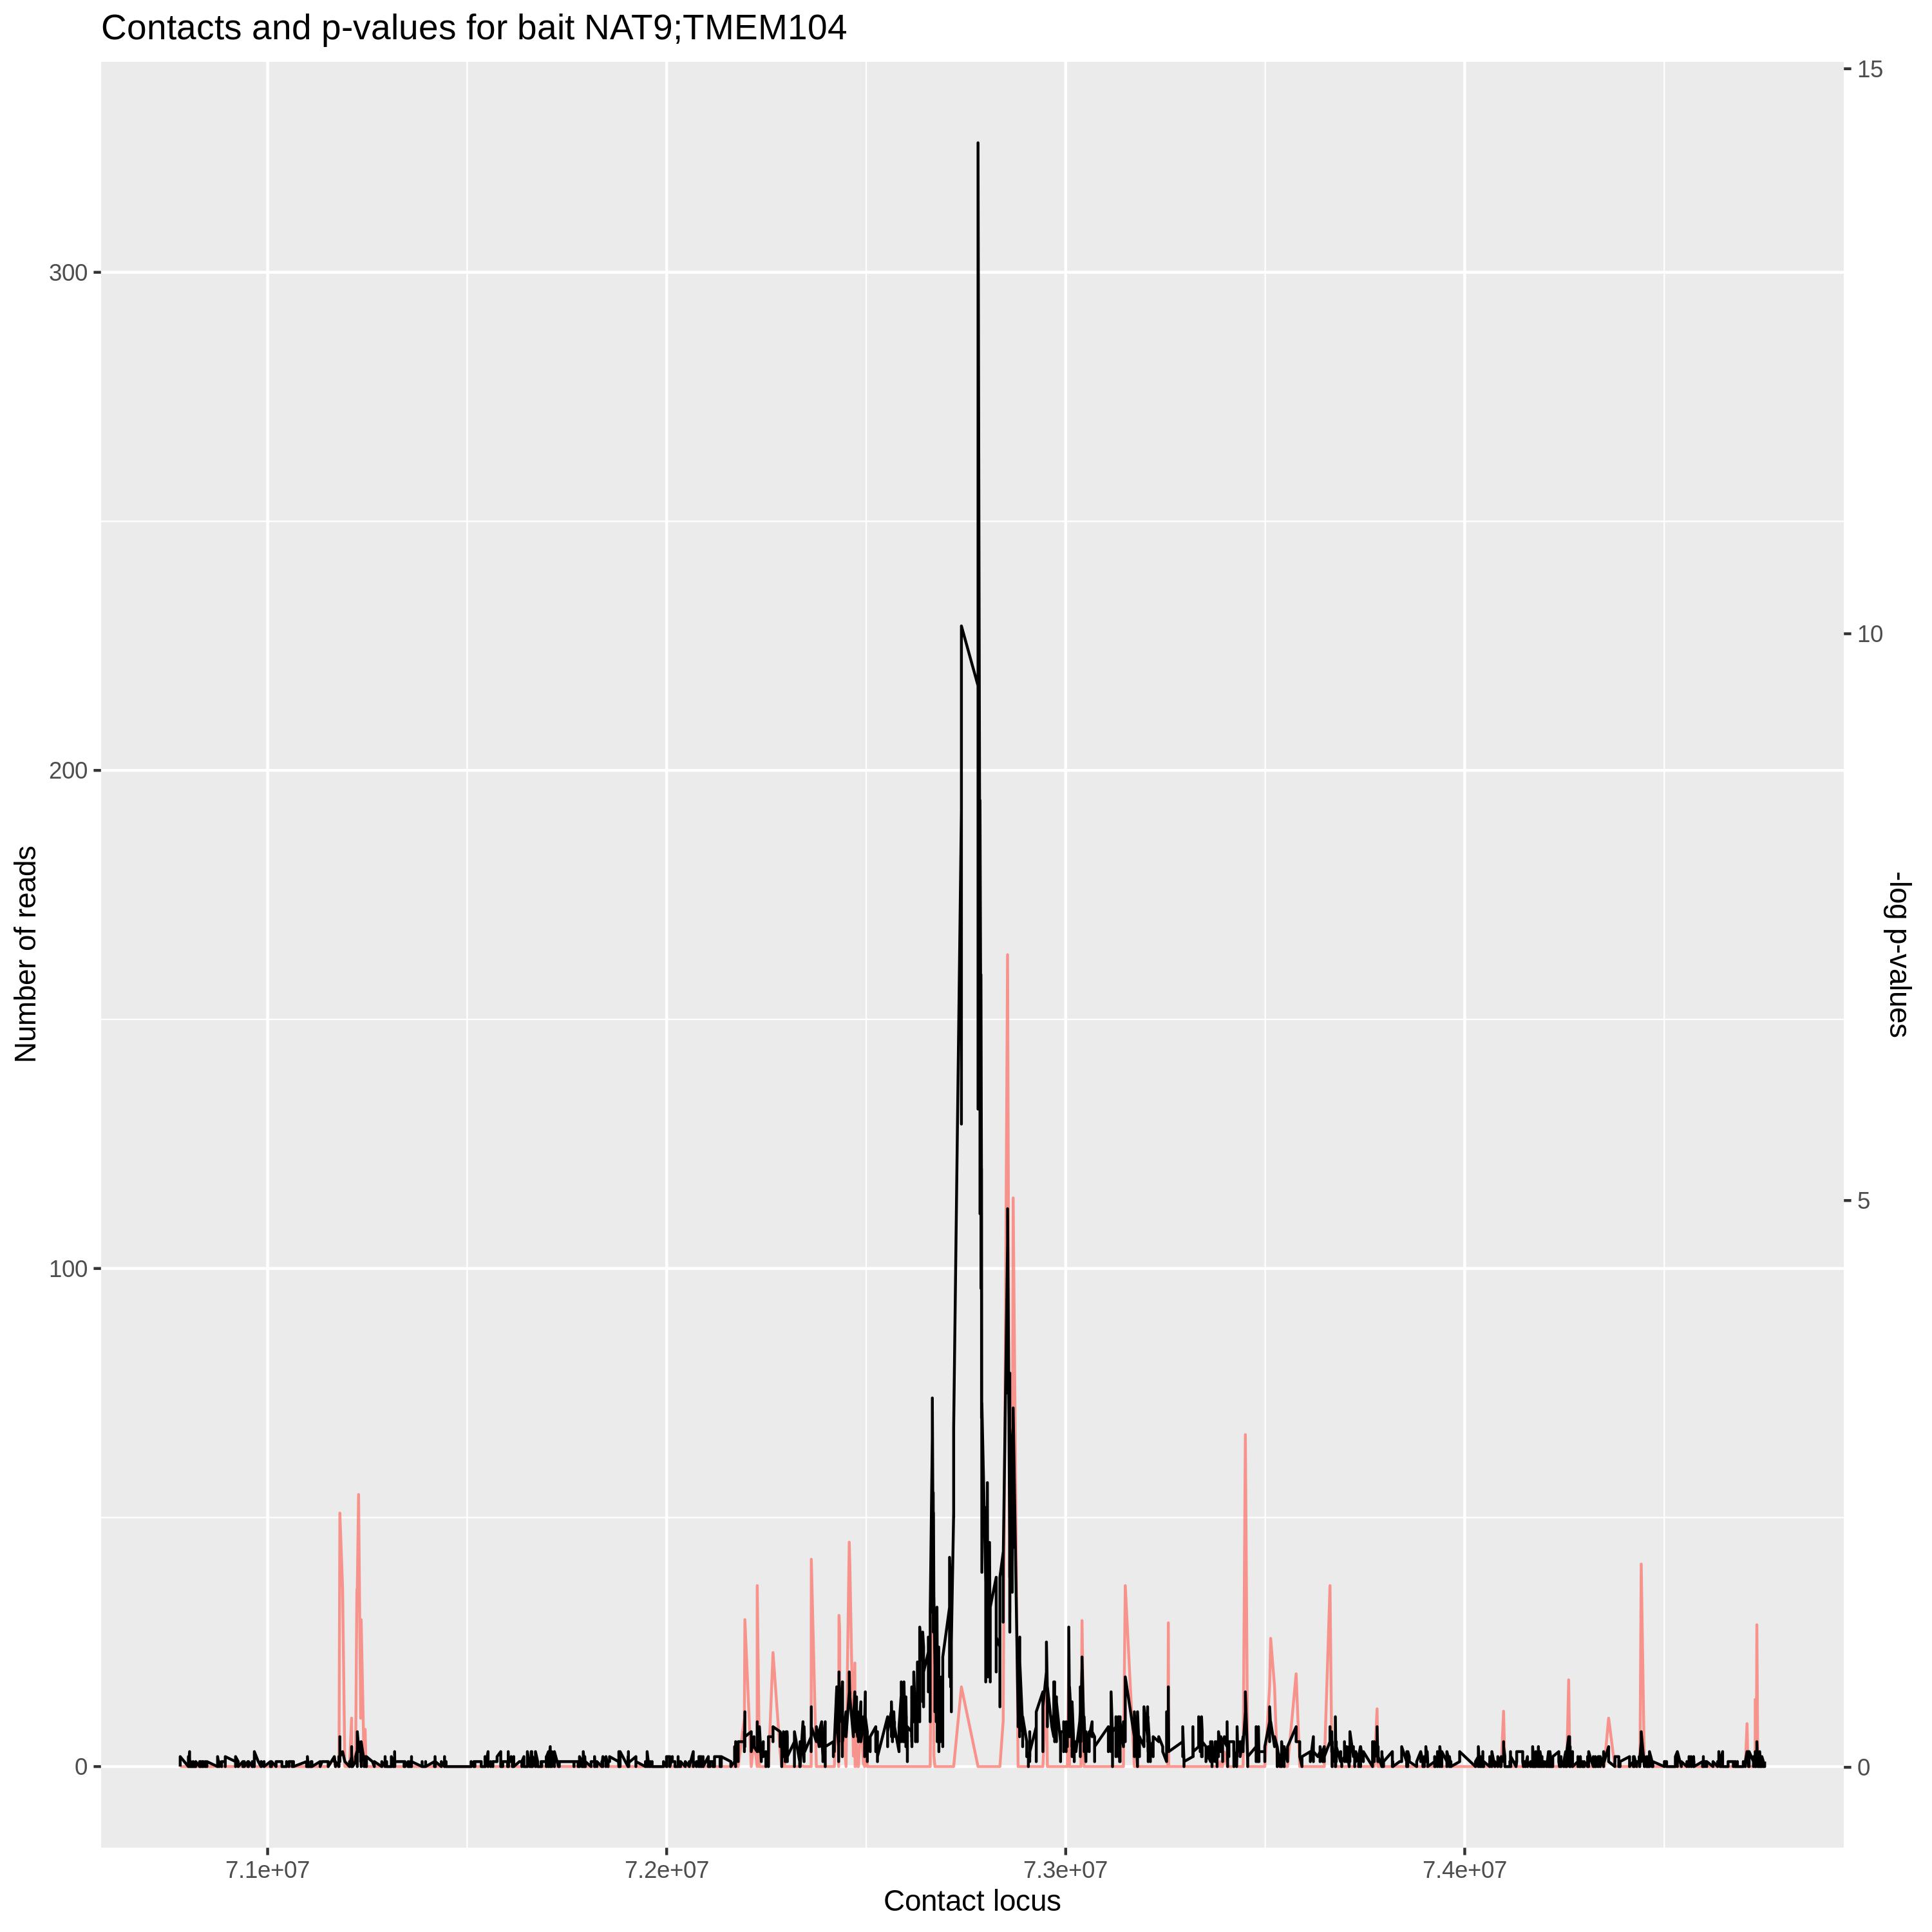 Contacts and p-values for bait NAT9;TMEM104
15
300
10
200
Number of reads
-log p-values
5
100
0
0
7.1e+07
7.2e+07
7.3e+07
7.4e+07
Contact locus